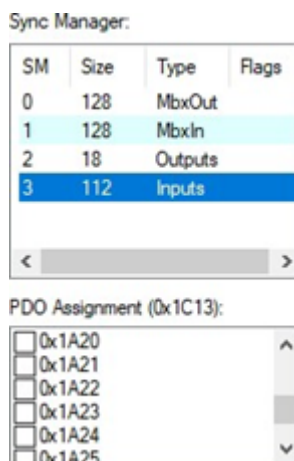 Sync Manager:
SM Size Type Flags
0 128 MbxOut
1 128 MbxIn
2 18 Outputs
3 112 Inputs
PDO Assignment (0x1C13):
0x1A20
0x1A21
0x1A22
0x1A23
0x1A24
0x1A25